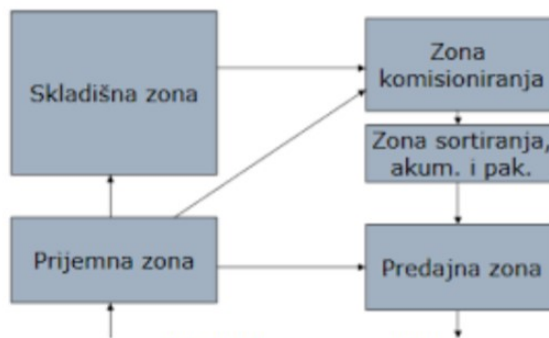 Skladišna zona
Zona
komisioniranja
Zona sortiranja,
akum. i pak.
Prijemna zona
Predajna zona